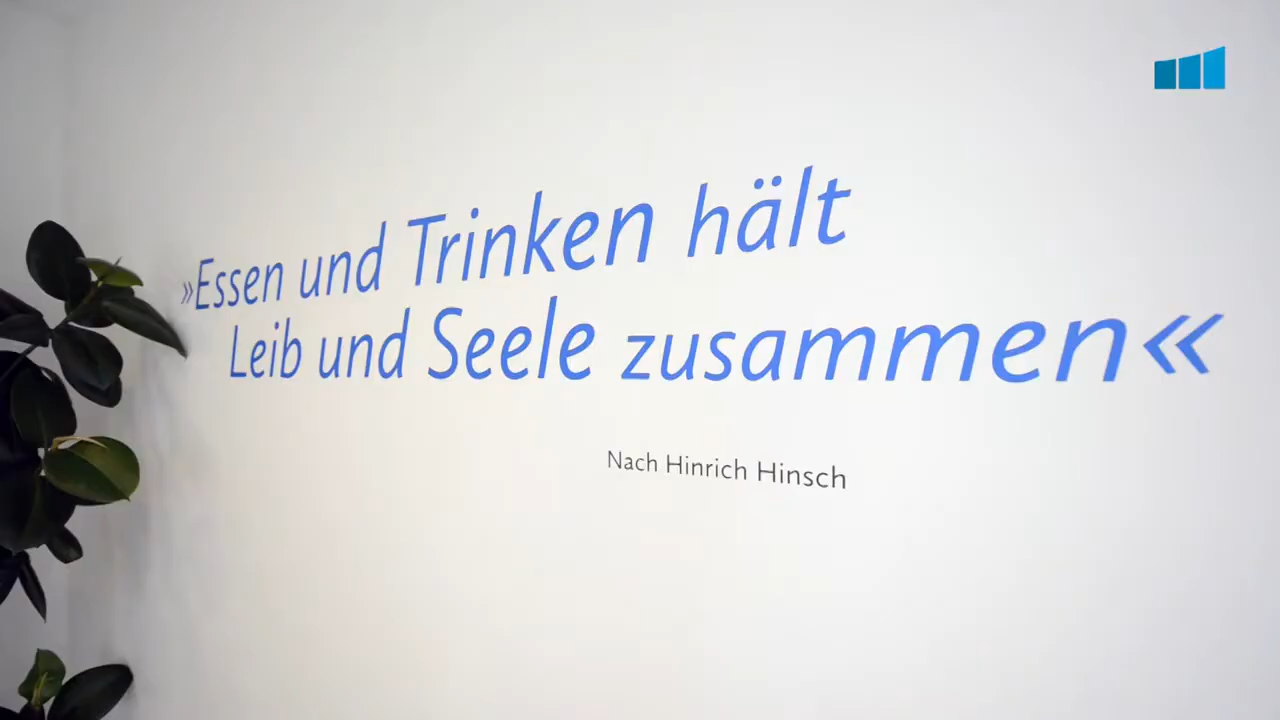 »Essen und Trinken hält
Leib und Seele zusammen«
Nach Hinrich Hinsch